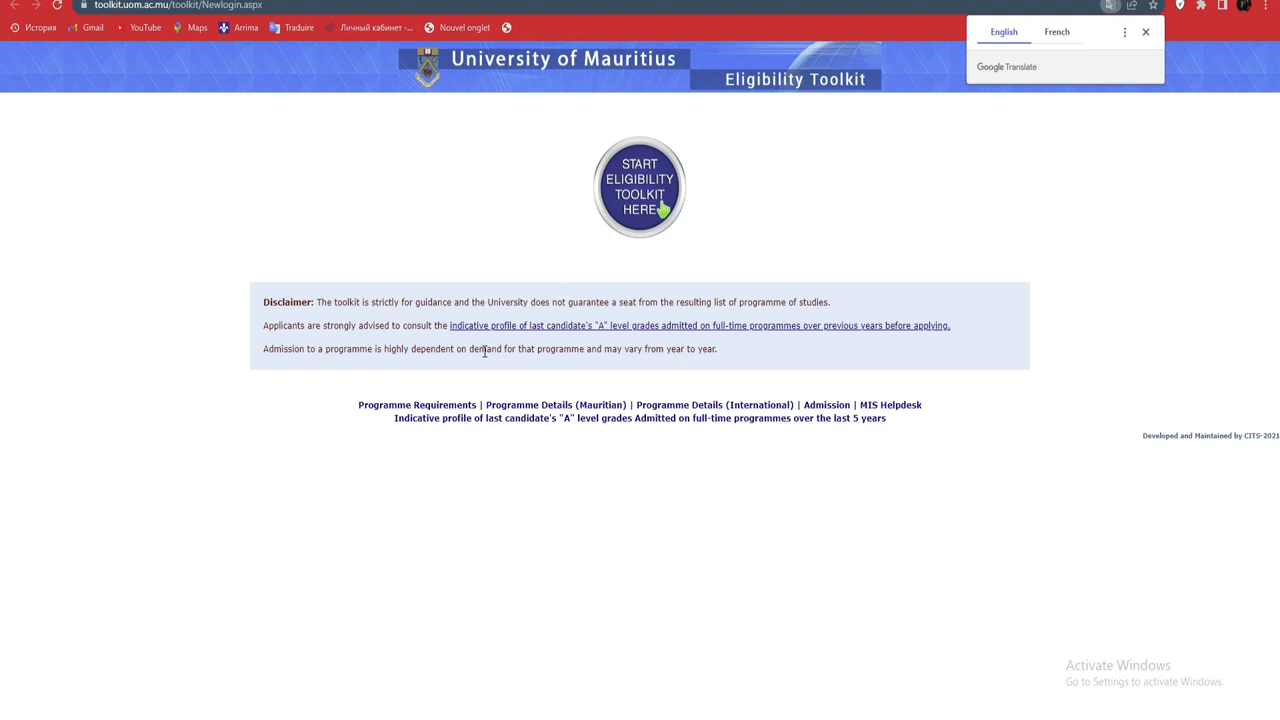 toolkit.uom.ac.mu/toolkit/Newlogin.aspx
История Gmail YouTube Maps Arrima Traduire Личный кабинет -... Nouvel onglet
English French
Google Translate
University of Mauritius
Eligibility Toolkit
START
ELIGIBILITY
TOOLKIT
HERE
Disclaimer: The toolkit is strictly for guidance and the University does not guarantee a seat from the resulting list of programme of studies.
Applicants are strongly advised to consult the indicative profile of last candidate's "A" level grades admitted on full-time programmes over previous years before applying.
Admission to a programme is highly dependent on demand for that programme and may vary from year to year.
Programme Requirements | Programme Details (Mauritian) | Programme Details (International) | Admission | MIS Helpdesk
Indicative profile of last candidate's "A" level grades Admitted on full-time programmes over the last 5 years
Developed and Maintained by CITS-2021
Activate Windows
Go to Settings to activate Windows.